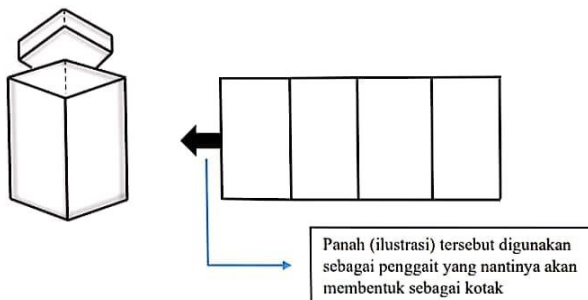 Panah (ilustrasi) tersebut digunakan
sebagai penggait yang nantinya akan
membentuk sebagai kotak